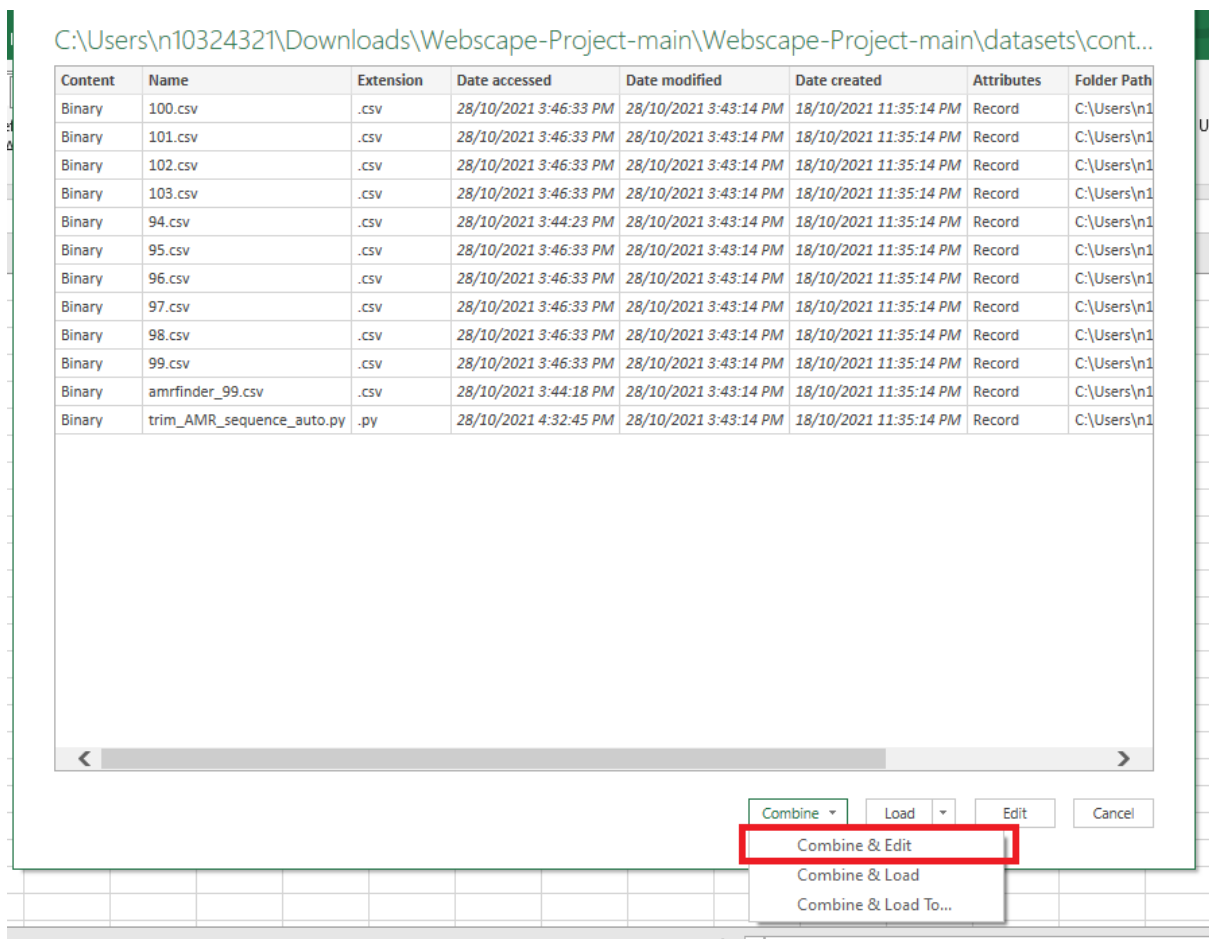 C:\Users\n10324321\Downloads\Webscape-Project-main\Webscape-Project-main\datasets\cont...
Content Name Extension Date accessed Date modified Date created Attributes Folder Path
Binary 100.csv .csv 28/10/2021 3:46:33 PM 28/10/2021 3:43:14 PM 18/10/2021 11:35:14 PM Record C:\Users\n1
Binary 101.csv .csv 28/10/2021 3:46:33 PM 28/10/2021 3:43:14 PM 18/10/2021 11:35:14 PM Record C:\Users\n1
Binary 102.csv .csv 28/10/2021 3:46:33 PM 28/10/2021 3:43:14 PM 18/10/2021 11:35:14 PM Record C:\Users\n1
Binary 103.csv .csv 28/10/2021 3:46:33 PM 28/10/2021 3:43:14 PM 18/10/2021 11:35:14 PM Record C:\Users\n1
Binary 94.csv .csv 28/10/2021 3:44:23 PM 28/10/2021 3:43:14 PM 18/10/2021 11:35:14 PM Record C:\Users\n1
Binary 95.csv .csv 28/10/2021 3:46:33 PM 28/10/2021 3:43:14 PM 18/10/2021 11:35:14 PM Record C:\Users\n1
Binary 96.csv .csv 28/10/2021 3:46:33 PM 28/10/2021 3:43:14 PM 18/10/2021 11:35:14 PM Record C:\Users\n1
Binary 97.csv .csv 28/10/2021 3:46:33 PM 28/10/2021 3:43:14 PM 18/10/2021 11:35:14 PM Record C:\Users\n1
Binary 98.csv .csv 28/10/2021 3:46:33 PM 28/10/2021 3:43:14 PM 18/10/2021 11:35:14 PM Record C:\Users\n1
Binary 99.csv .csv 28/10/2021 3:46:33 PM 28/10/2021 3:43:14 PM 18/10/2021 11:35:14 PM Record C:\Users\n1
Binary amrfinder_99.csv .csv 28/10/2021 3:44:18 PM 28/10/2021 3:43:14 PM 18/10/2021 11:35:14 PM Record C:\Users\n1
Binary trim_AMR_sequence_auto.py .py 28/10/2021 4:32:45 PM 28/10/2021 3:43:14 PM 18/10/2021 11:35:14 PM Record C:\Users\n1
Combine Load Edit Cancel
Combine & Edit
Combine & Load
Combine & Load To...